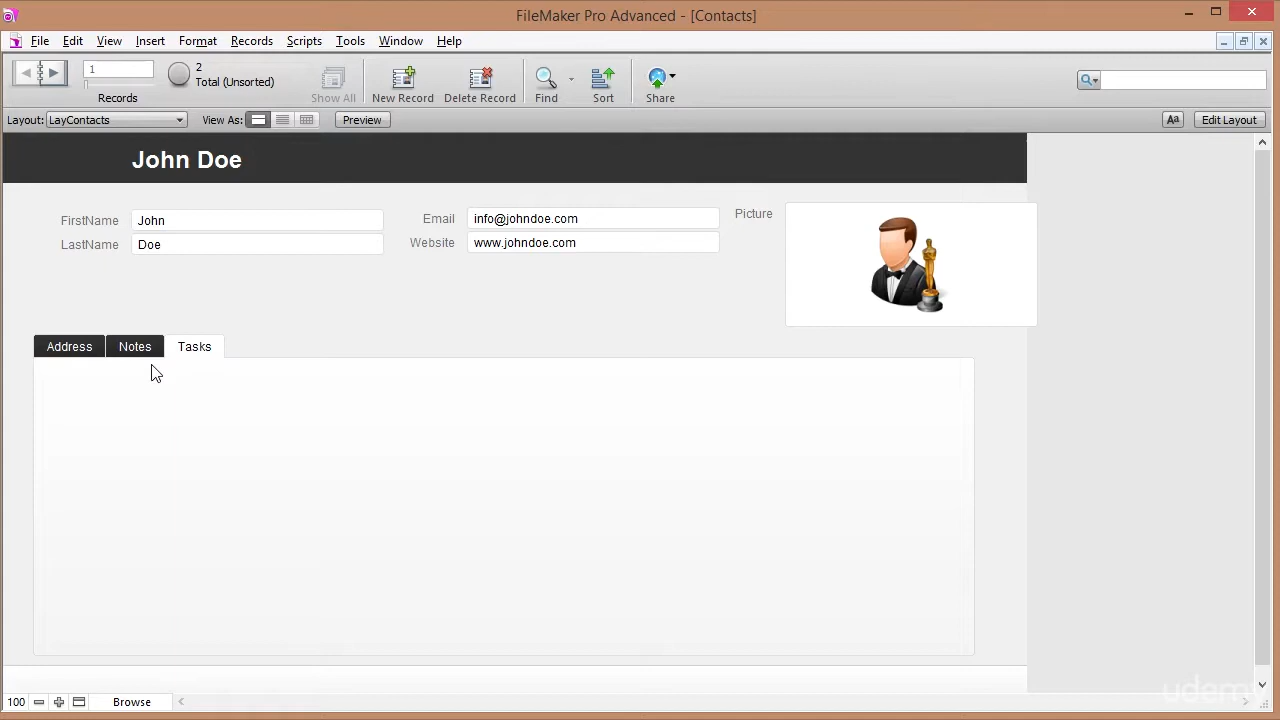 FileMaker Pro Advanced - [Contacts]
File Edit View Insert Format Records Scripts Tools Window Help
1
2
Total (Unsorted)
Records
Show All
New Record
Delete Record
Find
Sort
Share
Layout: LayContacts
View As:
Preview
Aa
Edit Layout
John Doe
FirstName John
LastName Doe
Email info@johndoe.com
Website www.johndoe.com
Picture
Address Notes Tasks
100
Browse
udemy